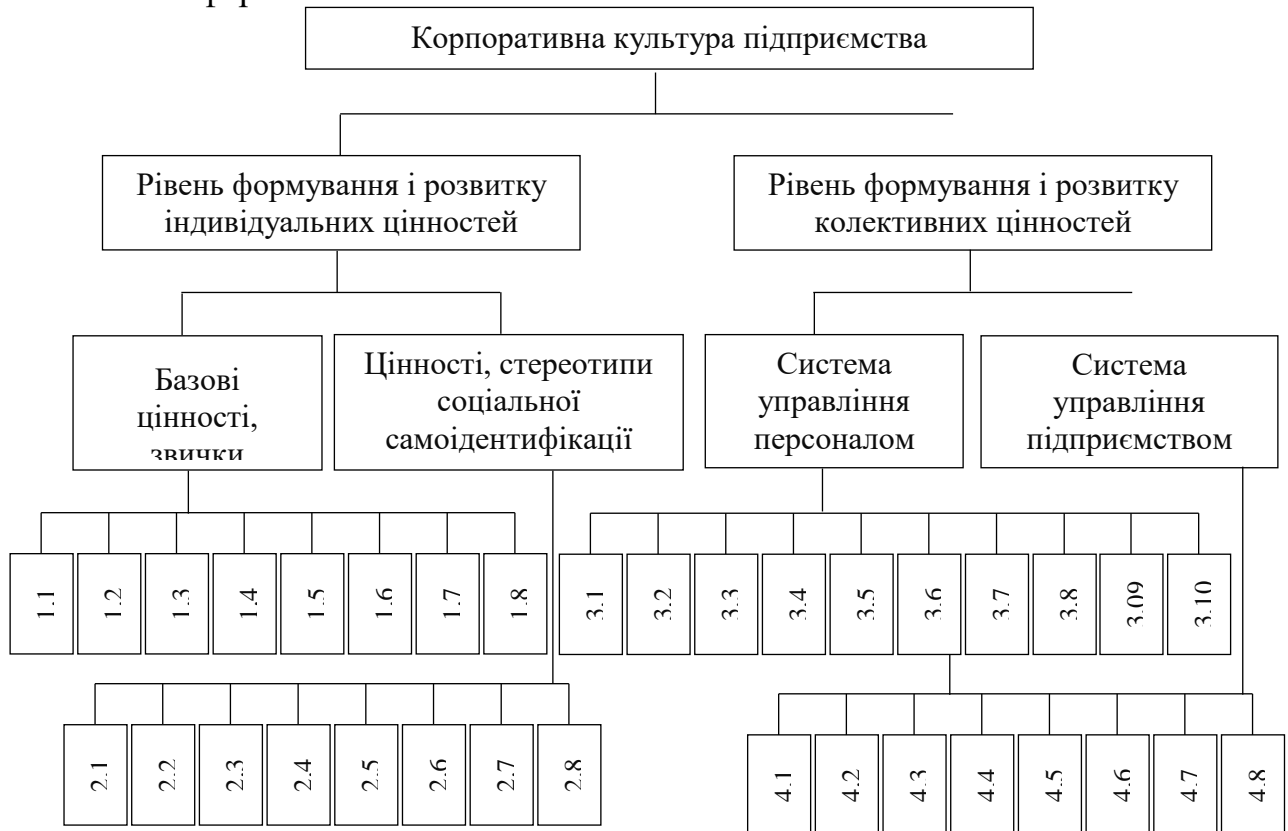 Корпоративна культура підприємства
Рівень формування і розвитку
індивідуальних цінностей
Рівень формування і розвитку
колективних цінностей
Базові
цінності,
звички
Цінності, стереотипи
соціальної
самоідентифікації
Система
управління
персоналом
Система
управління
підприємством
1.1
1.2
1.3
1.4
1.5
1.6
1.7
1.8
3.1
3.2
3.3
3.4
3.5
3.6
3.7
3.8
3.09
3.10
2.1
2.2
2.3
2.4
2.5
2.6
2.7
2.8
4.1
4.2
4.3
4.4
4.5
4.6
4.7
4.8